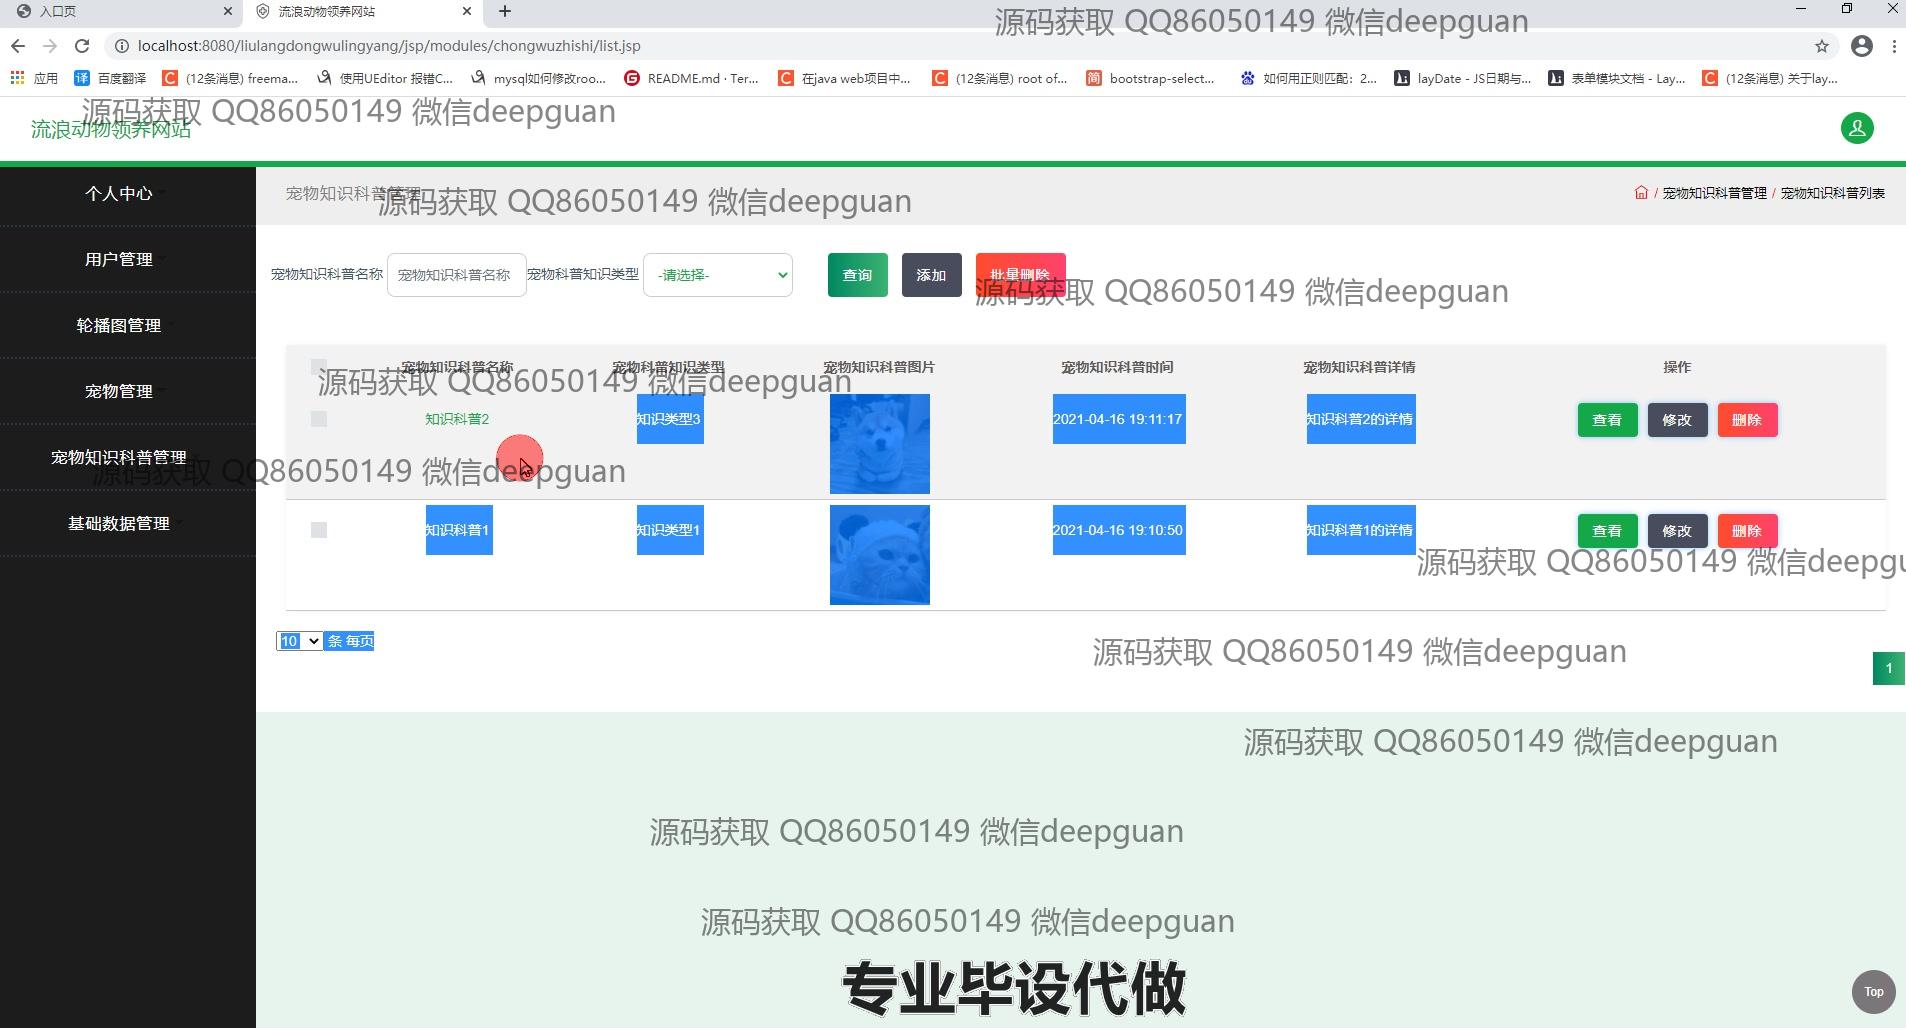 入口页
流浪动物领养网站
源码获取 QQ86050149 微信deepguan
localhost:8080/liulangdongwulingyang/jsp/modules/chongwuzhishi/list.jsp
应用 百度翻译 (12条消息) freema... 使用UEditor 报错C... mysql如何修改roo... README.md · Ter... 在java web项目中... (12条消息) root of... bootstrap-select... 如何用正则匹配：2... layDate - JS日期与... 表单模块文档 - Lay... (12条消息) 关于lay...
源码获取 QQ86050149 微信deepguan
流浪动物领养网站
个人中心
宠物知识科普管理
源码获取 QQ86050149 微信deepguan
/ 宠物知识科普管理 / 宠物知识科普列表
用户管理
宠物知识科普名称 宠物知识科普名称 宠物科普知识类型 -请选择- 查询 添加 批量删除
源码获取 QQ86050149 微信deepguan
轮播图管理
宠物知识科普名称 宠物科普知识类型 宠物知识科普图片 宠物知识科普时间 宠物知识科普详情 操作
源码获取 QQ86050149 微信deepguan
宠物管理
知识科普2 知识类型3 2021-04-16 19:11:17 知识科普2的详情 查看 修改 删除
宠物知识科普管理
源码获取 QQ86050149 微信deepguan
基础数据管理
知识科普1 知识类型1 2021-04-16 19:10:50 知识科普1的详情 查看 修改 删除
源码获取 QQ86050149 微信deepgu
10 条 每页
源码获取 QQ86050149 微信deepguan
1
源码获取 QQ86050149 微信deepguan
源码获取 QQ86050149 微信deepguan
源码获取 QQ86050149 微信deepguan
专业毕设代做
Top